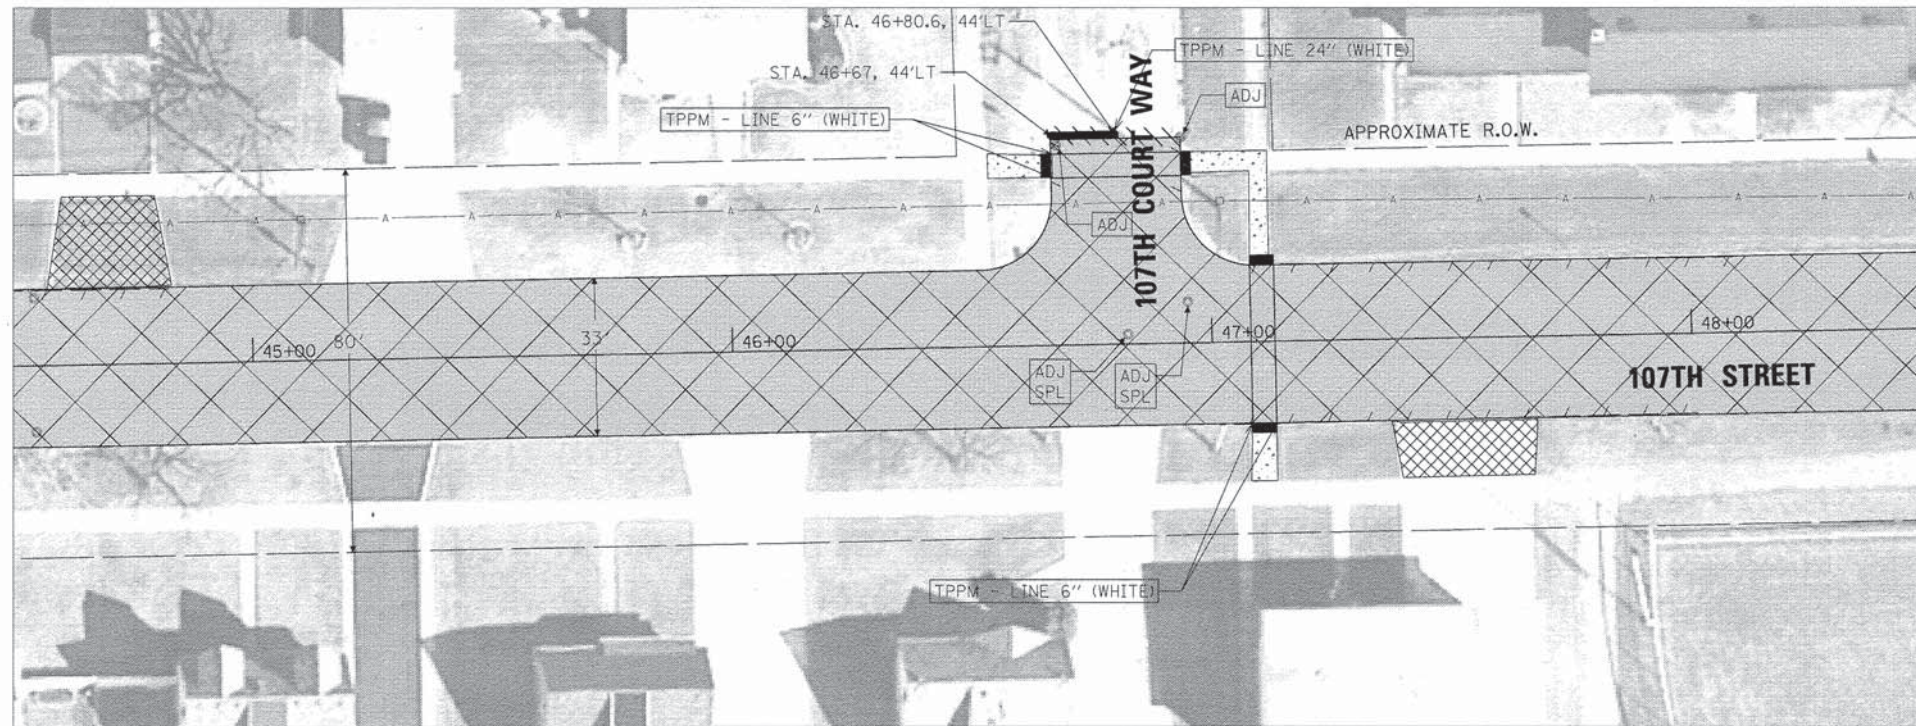 STA. 46+80.6, 44'LT
TPPM - LINE 24" (WHITE)
STA. 46+67, 44'LT
ADJ
TPPM - LINE 6" (WHITE)
APPROXIMATE R.O.W.
107TH COURT WAY
A A A A A A A A A A A A A A A A A A A
ADJ
45+00
80'
33'
46+00
47+00
48+00
ADJ
SPL
ADJ
SPL
107TH STREET
TPPM - LINE 6" (WHITE)